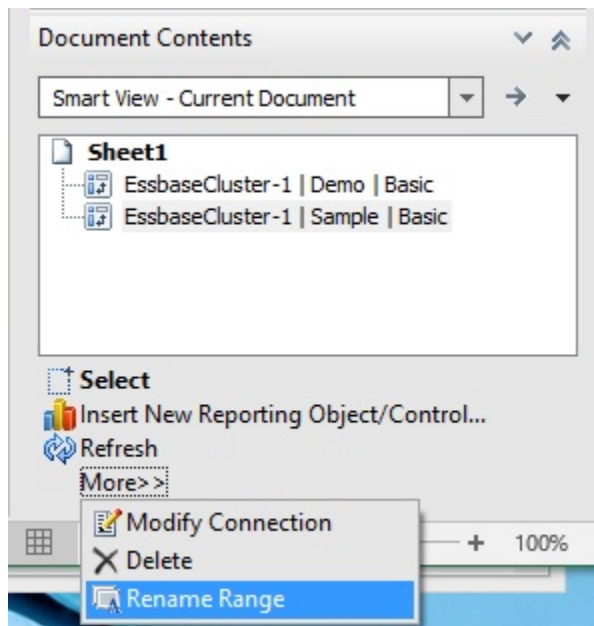 Document Contents
Smart View - Current Document
Sheet1
EssbaseCluster-1 | Demo | Basic
EssbaseCluster-1 | Sample | Basic
Select
Insert New Reporting Object/Control...
Refresh
More>>
Modify Connection
100%
Delete
Rename Range